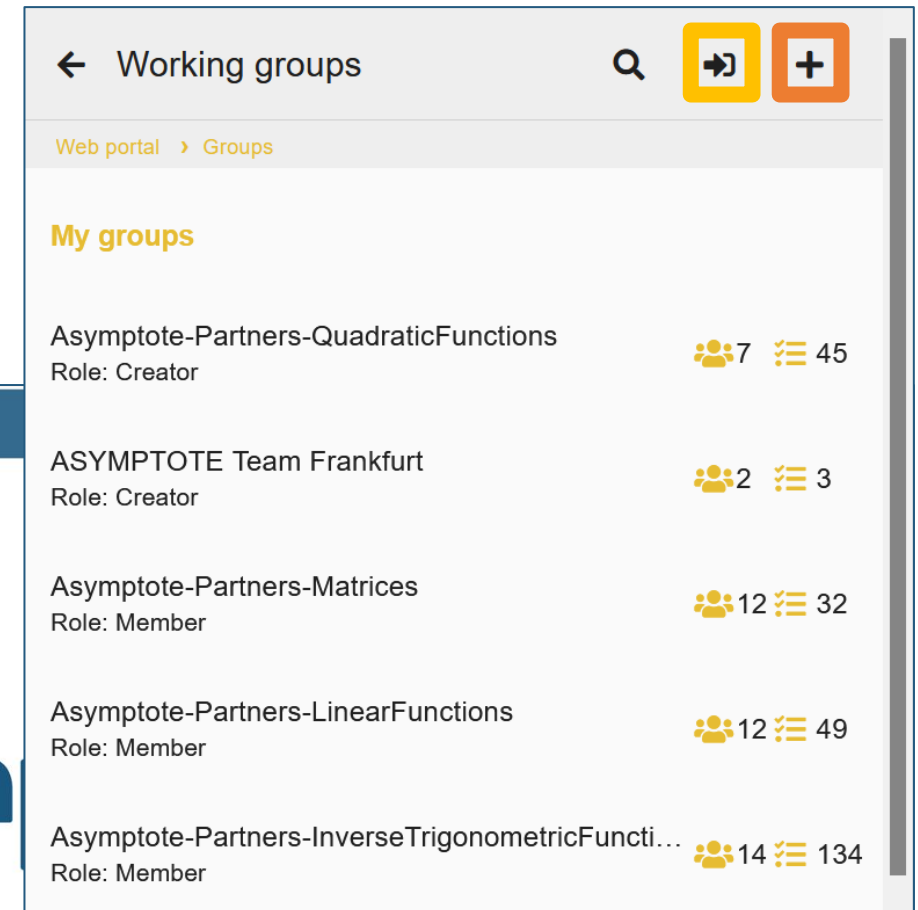 Working groups
Web portal › Groups
My groups
Asymptote-Partners-QuadraticFunctions
7 45
Role: Creator
ASYMPTOTE Team Frankfurt
2 3
Role: Creator
Asymptote-Partners-Matrices
12 32
Role: Member
Asymptote-Partners-LinearFunctions
12 49
Role: Member
Asymptote-Partners-InverseTrigonometricFuncti...
14 134
Role: Member